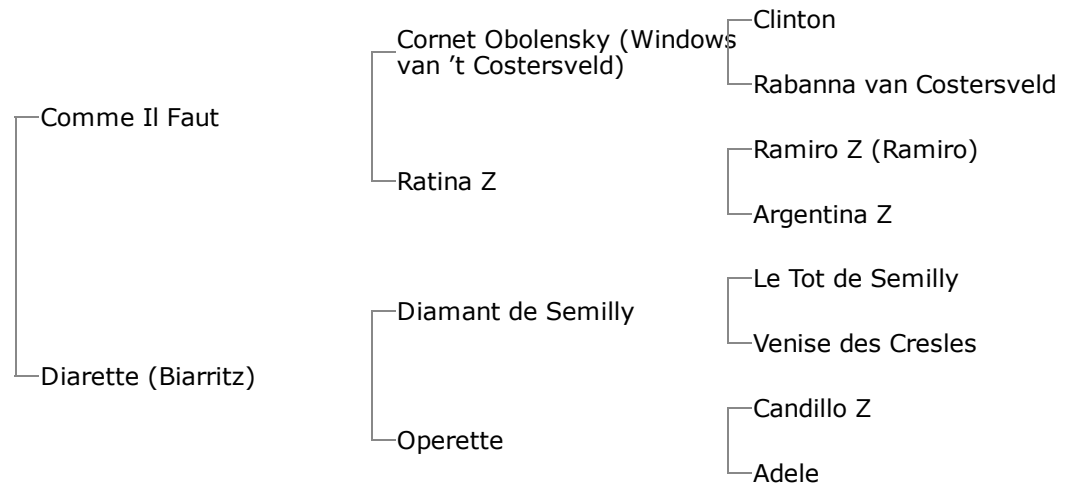 Clinton
Cornet Obolensky (Windows
van ’t Costersveld)
Rabanna van Costersveld
Comme Il Faut
Ramiro Z (Ramiro)
Ratina Z
Argentina Z
Le Tot de Semilly
Diamant de Semilly
Venise des Cresles
Diarette (Biarritz)
Candillo Z
Operette
Adele